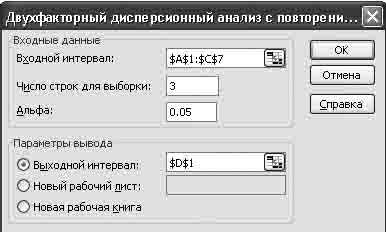 Двухфакторный дисперсионный анализ с повторени...
Входные данные
Входной интервал: $A$1:$C$7
Число строк для выборки: 3
Альфа: 0.05
OK
Отмена
Справка
Параметры вывода
Выходной интервал: $D$1
Новый рабочий лист:
Новая рабочая книга